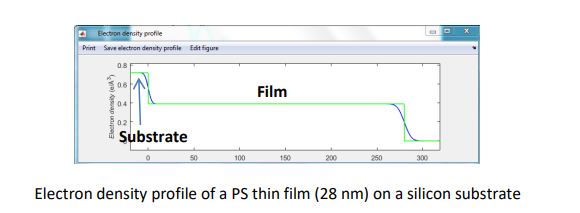 Electron density profile
Print Save electron density profile Edit figure
0.8
0.6
0.4
0.2
Electron density (e/Å³)
Film
Substrate
0 50 100 150 200 250 300
Electron density profile of a PS thin film (28 nm) on a silicon substrate